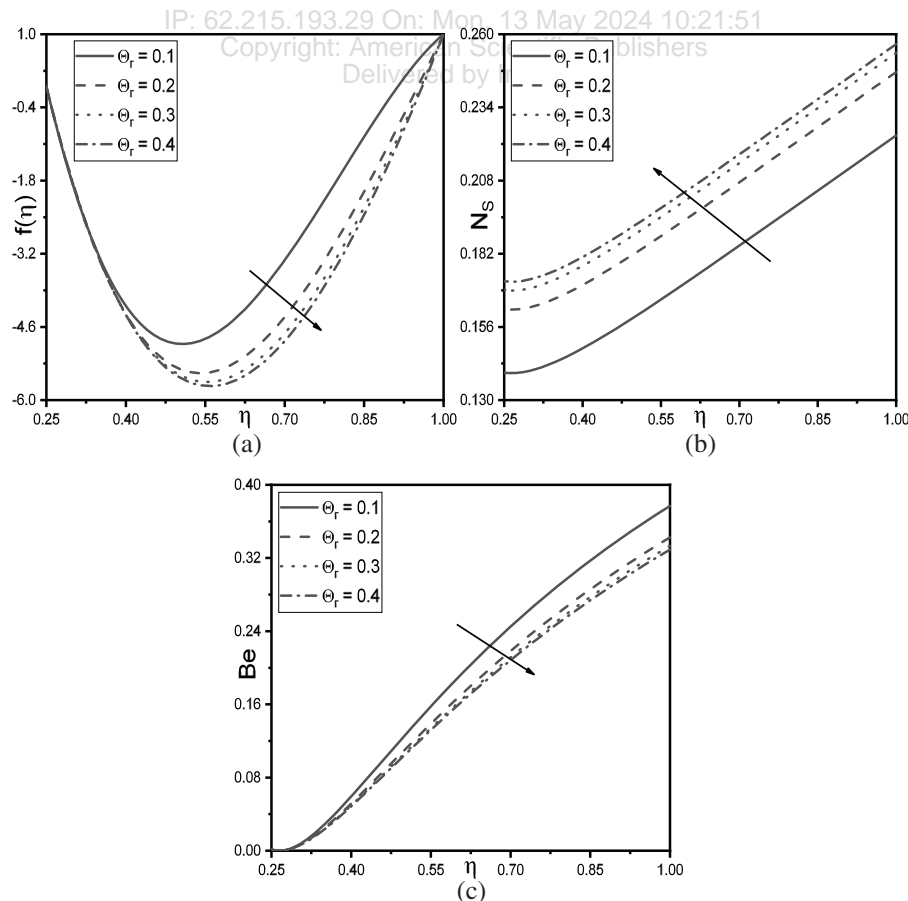 IP: 62.215.193.29 On: Mon, 13 May 2024 10:21:51
Copyright: American Scientific Publishers
Delivered by
1.0
-0.4
-1.8
-3.2
-4.6
-6.0
f(η)
Θr = 0.1
Θr = 0.2
Θr = 0.3
Θr = 0.4
0.25 0.40 0.55 0.70 0.85 1.00
η
(a)
0.260
0.234
0.208
0.182
0.156
0.130
NS
Θr = 0.1
Θr = 0.2
Θr = 0.3
Θr = 0.4
0.25 0.40 0.55 0.70 0.85 1.00
η
(b)
0.40
0.32
0.24
0.16
0.08
0.00
Be
Θr = 0.1
Θr = 0.2
Θr = 0.3
Θr = 0.4
0.25 0.40 0.55 0.70 0.85 1.00
η
(c)